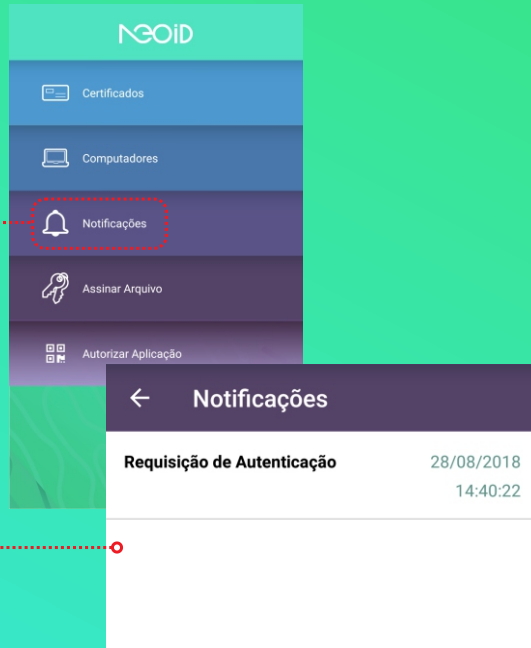 NEOiD
Certificados
Computadores
Notificações
Assinar Arquivo
Autorizar Aplicação
Notificações
Requisição de Autenticação 28/08/2018
14:40:22